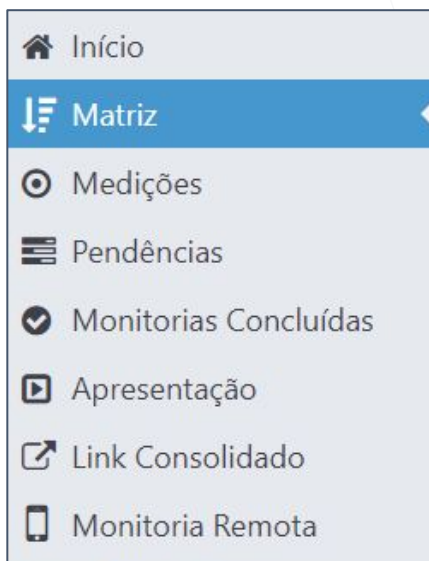 Início
Matriz
Medições
Pendências
Monitorias Concluídas
Apresentação
Link Consolidado
Monitoria Remota